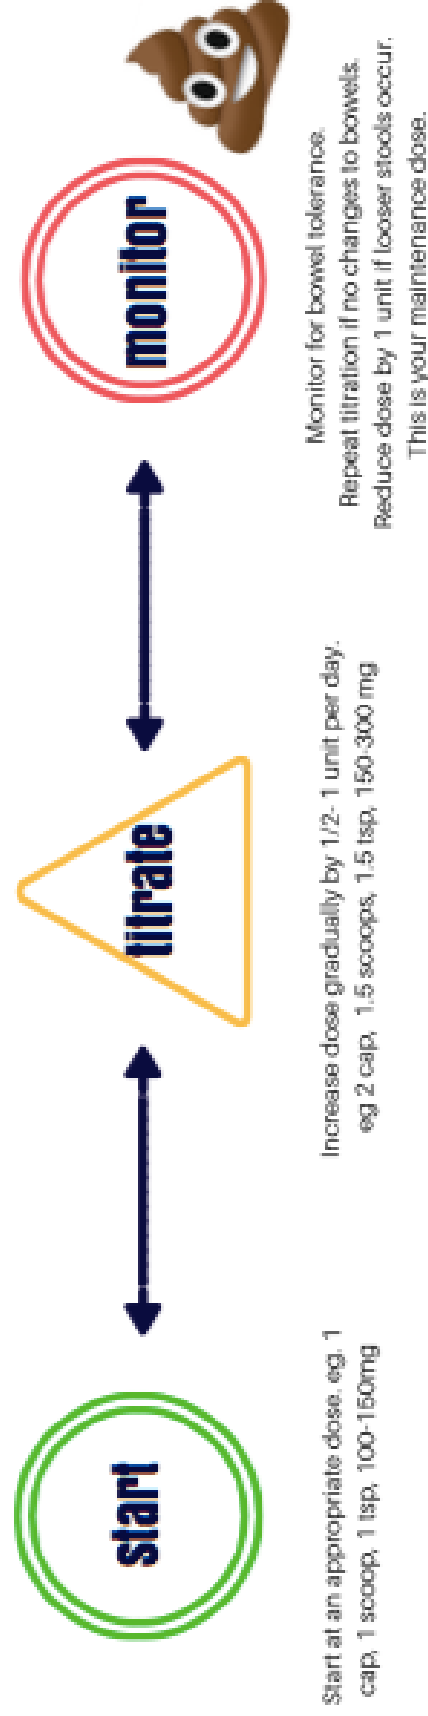 start
Start at an appropriate dose. eg. 1
cap, 1 scoop, 1 tsp, 100-150mg
titrate
Increase dose gradually by 1/2- 1 unit per day.
eg 2 cap, 1.5 scoops, 1.5 tsp, 150-300 mg
monitor
Monitor for bowel tolerance.
Repeat titration if no changes to bowels.
Reduce dose by 1 unit if looser stools occur.
This is your maintenance dose.